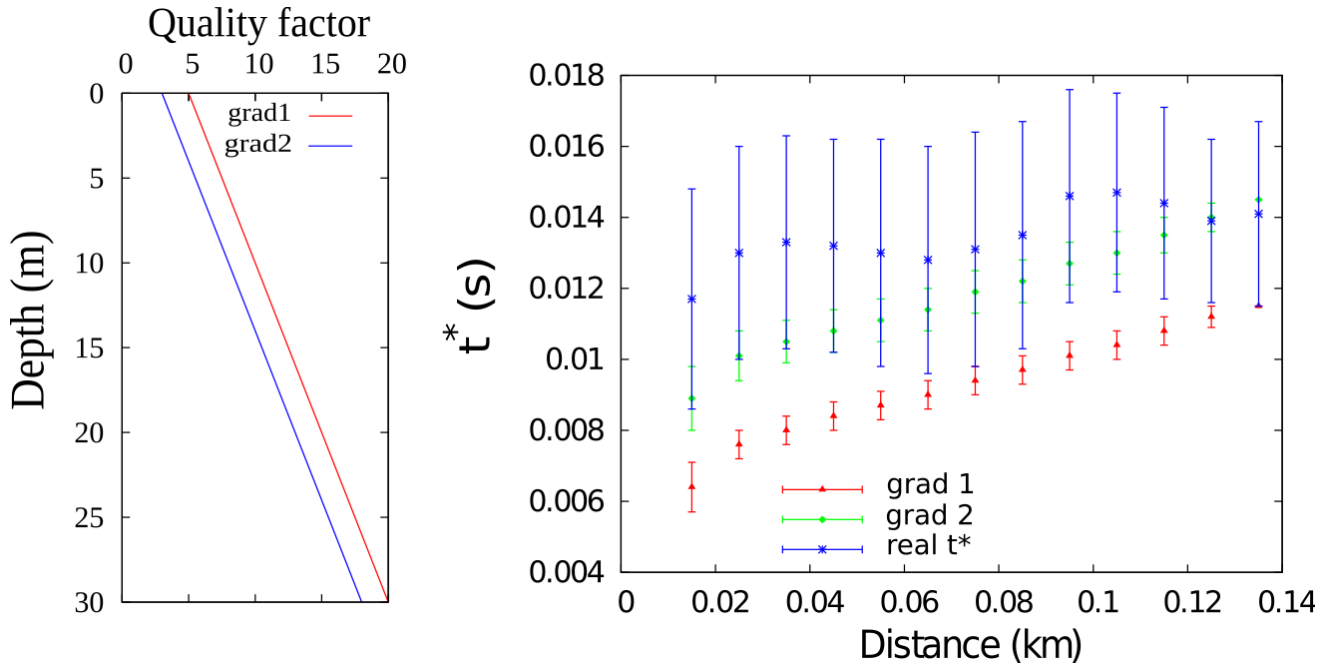 Quality factor
0 5 10 15 20
0
grad1
grad2
5
10
15
20
25
30
Depth (m)
0.018
0.016
0.014
0.012
0.01
0.008
0.006
0.004
t* (s)
grad 1
grad 2
real t*
0 0.02 0.04 0.06 0.08 0.1 0.12 0.14
Distance (km)